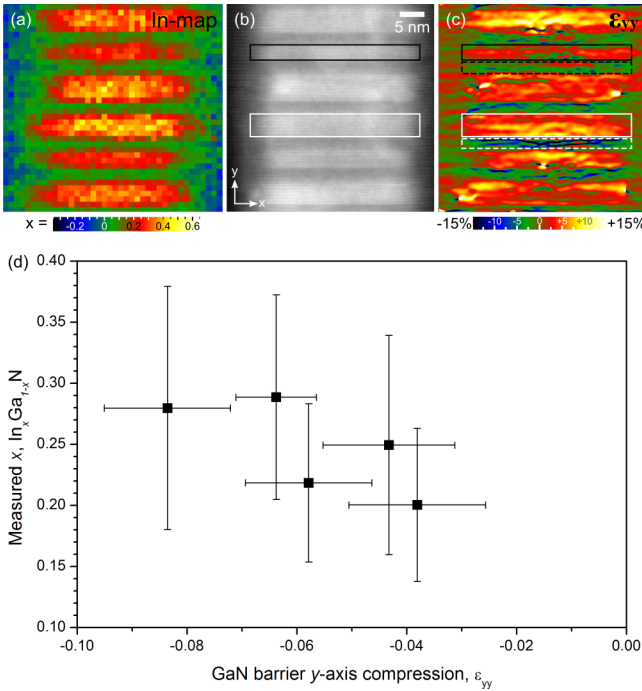 (a) In-map
(b) 5 nm
(c) εyy
y
x
x = -0.2 0 0.2 0.4 0.6
-15% -10 -5 0 +5 +10 +15%
(d)
Measured x, InxGa1-xN
0.40
0.35
0.30
0.25
0.20
0.15
0.10
-0.10 -0.08 -0.06 -0.04 -0.02 0.00
GaN barrier y-axis compression, εyy